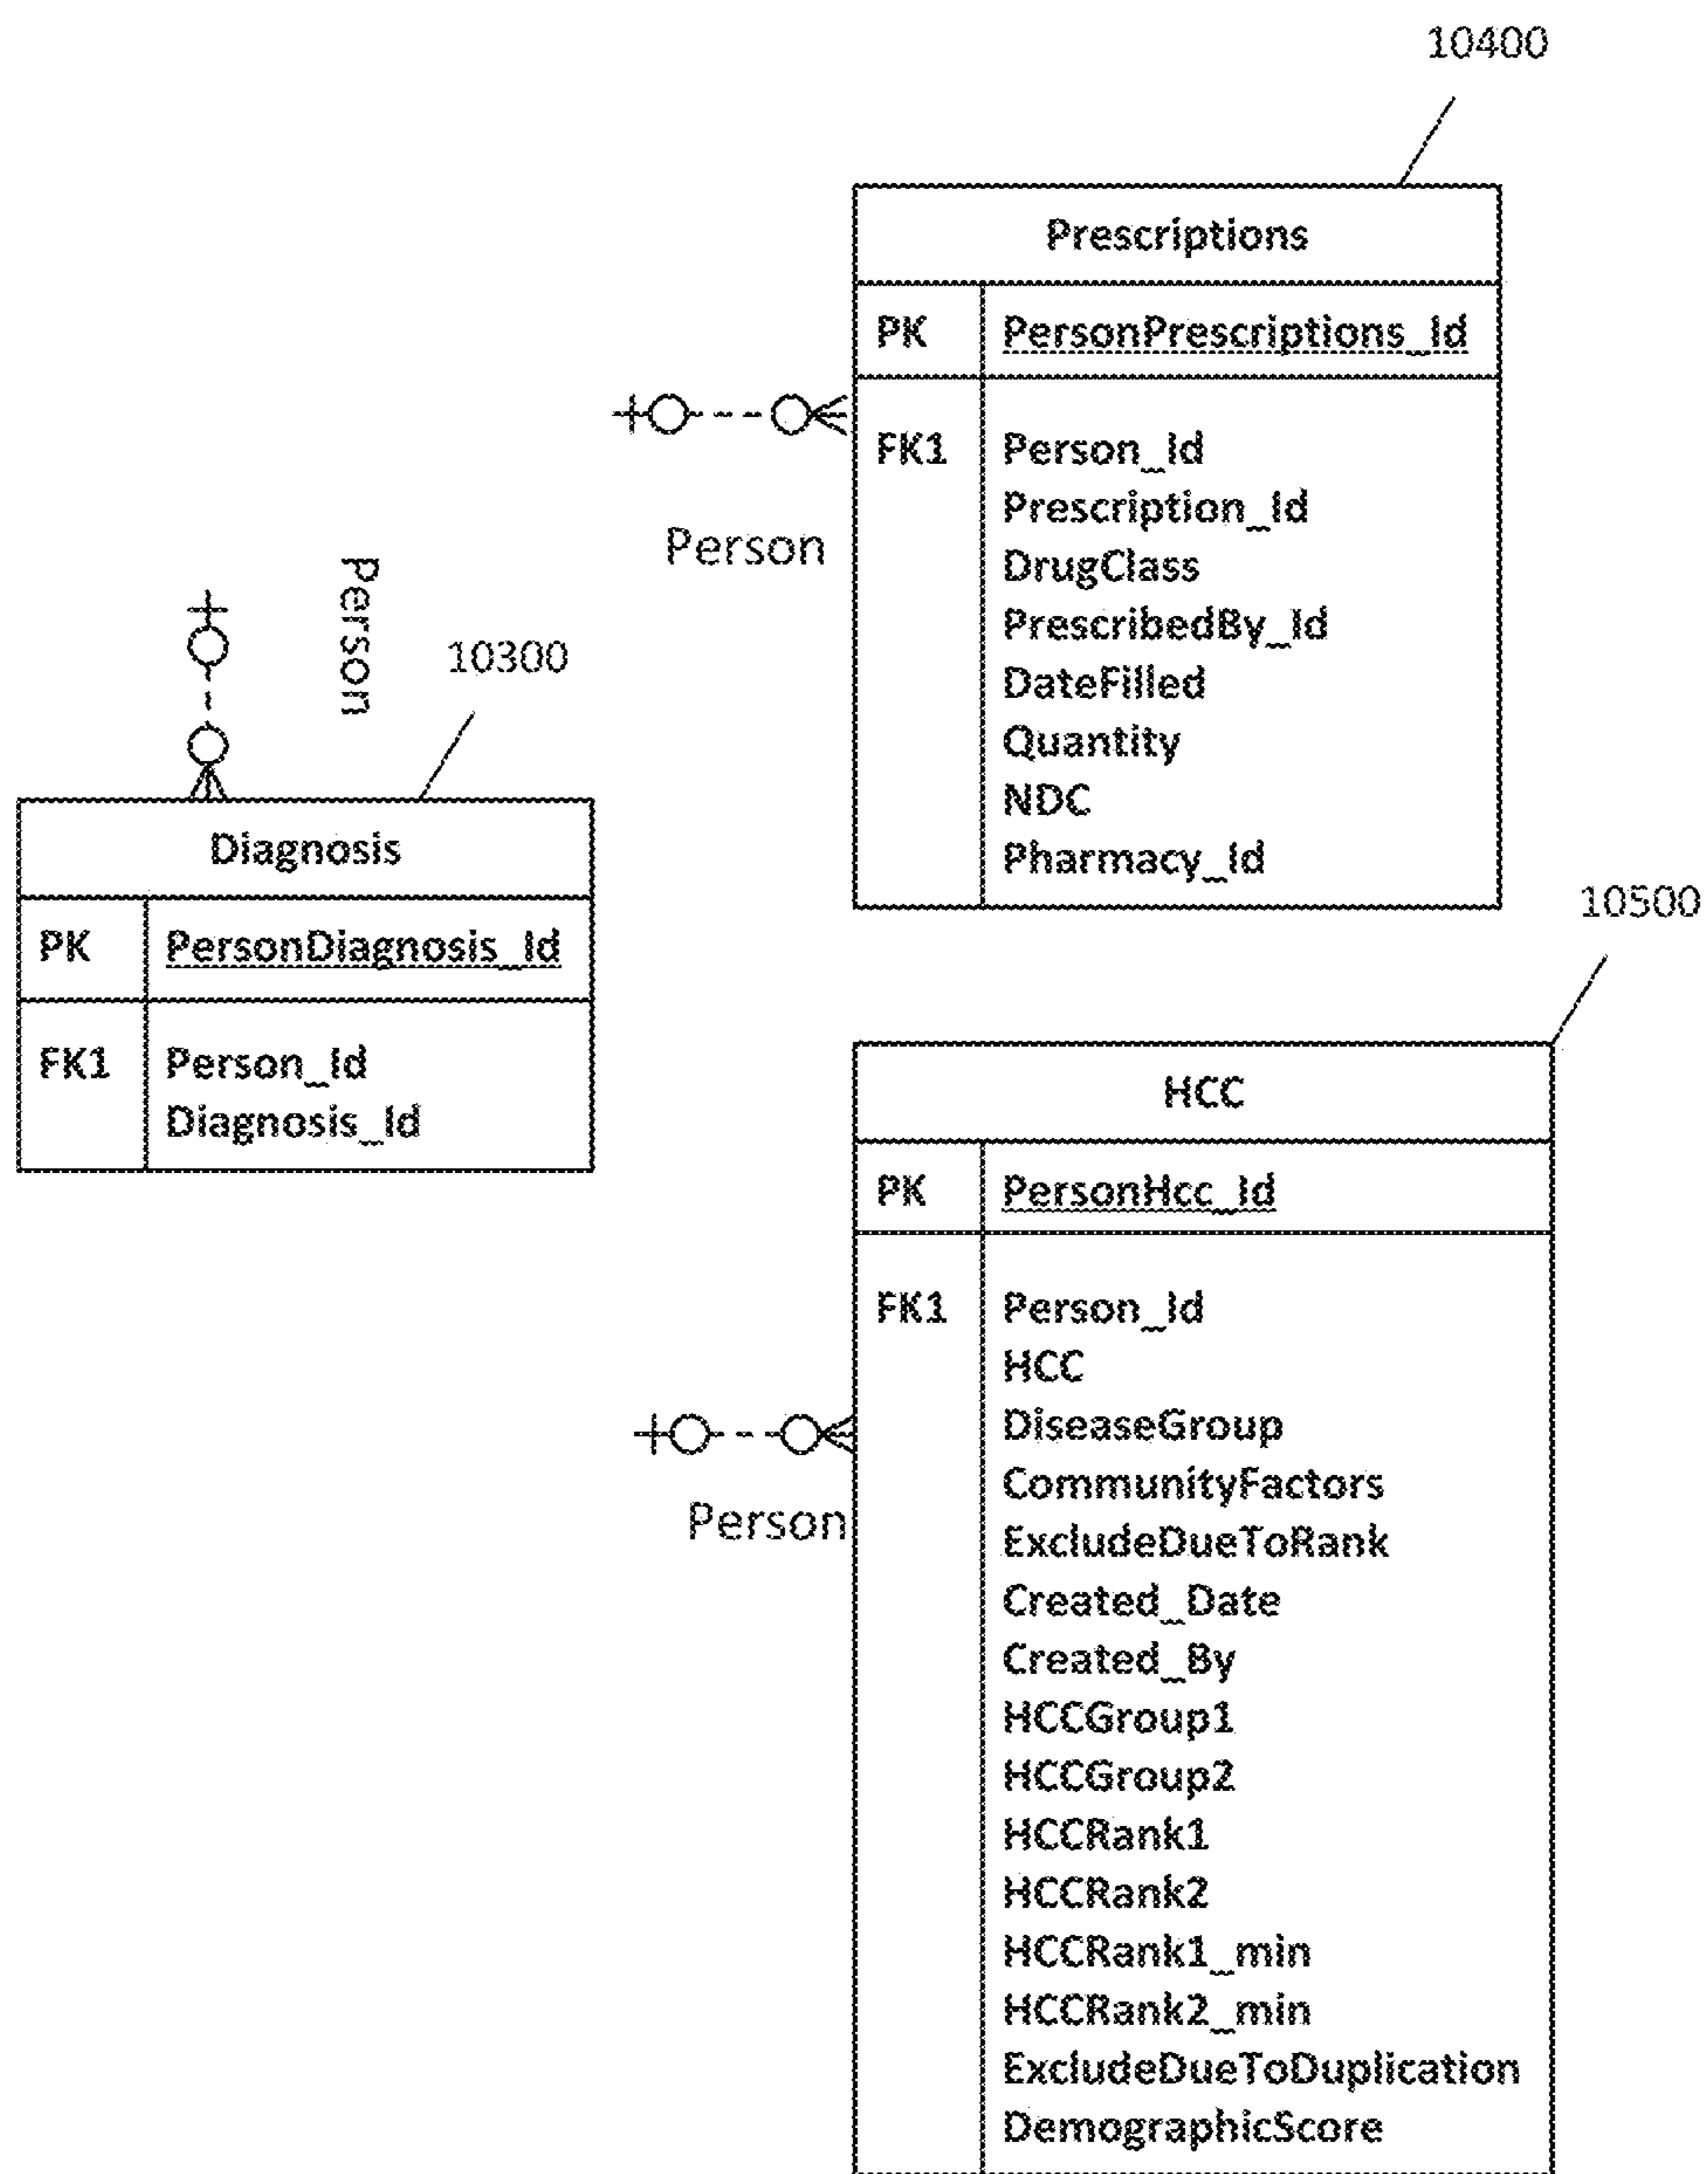 10400
Prescriptions
PK PersonPrescriptions_Id
FK1 Person_Id
Prescription_Id
DrugClass
PrescribedBy_Id
DateFilled
Quantity
NDC
Pharmacy_Id
Person
Person
10300
Diagnosis
PK PersonDiagnosis_Id
FK1 Person_Id
Diagnosis_Id
10500
HCC
PK PersonHcc_Id
FK1 Person_Id
HCC
DiseaseGroup
CommunityFactors
ExcludeDueToRank
Created_Date
Created_By
HCCGroup1
HCCGroup2
HCCRank1
HCCRank2
HCCRank1_min
HCCRank2_min
ExcludeDueToDuplication
DemographicScore
Person